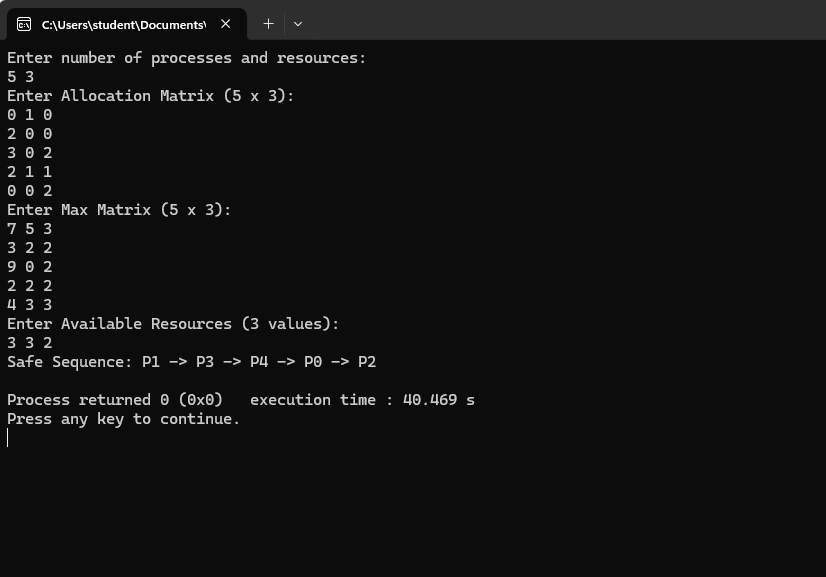 C:\Users\student\Documents\
Enter number of processes and resources:
5 3
Enter Allocation Matrix (5 x 3):
0 1 0
2 0 0
3 0 2
2 1 1
0 0 2
Enter Max Matrix (5 x 3):
7 5 3
3 2 2
9 0 2
2 2 2
4 3 3
Enter Available Resources (3 values):
3 3 2
Safe Sequence: P1 -> P3 -> P4 -> P0 -> P2
Process returned 0 (0x0)   execution time : 40.469 s
Press any key to continue.